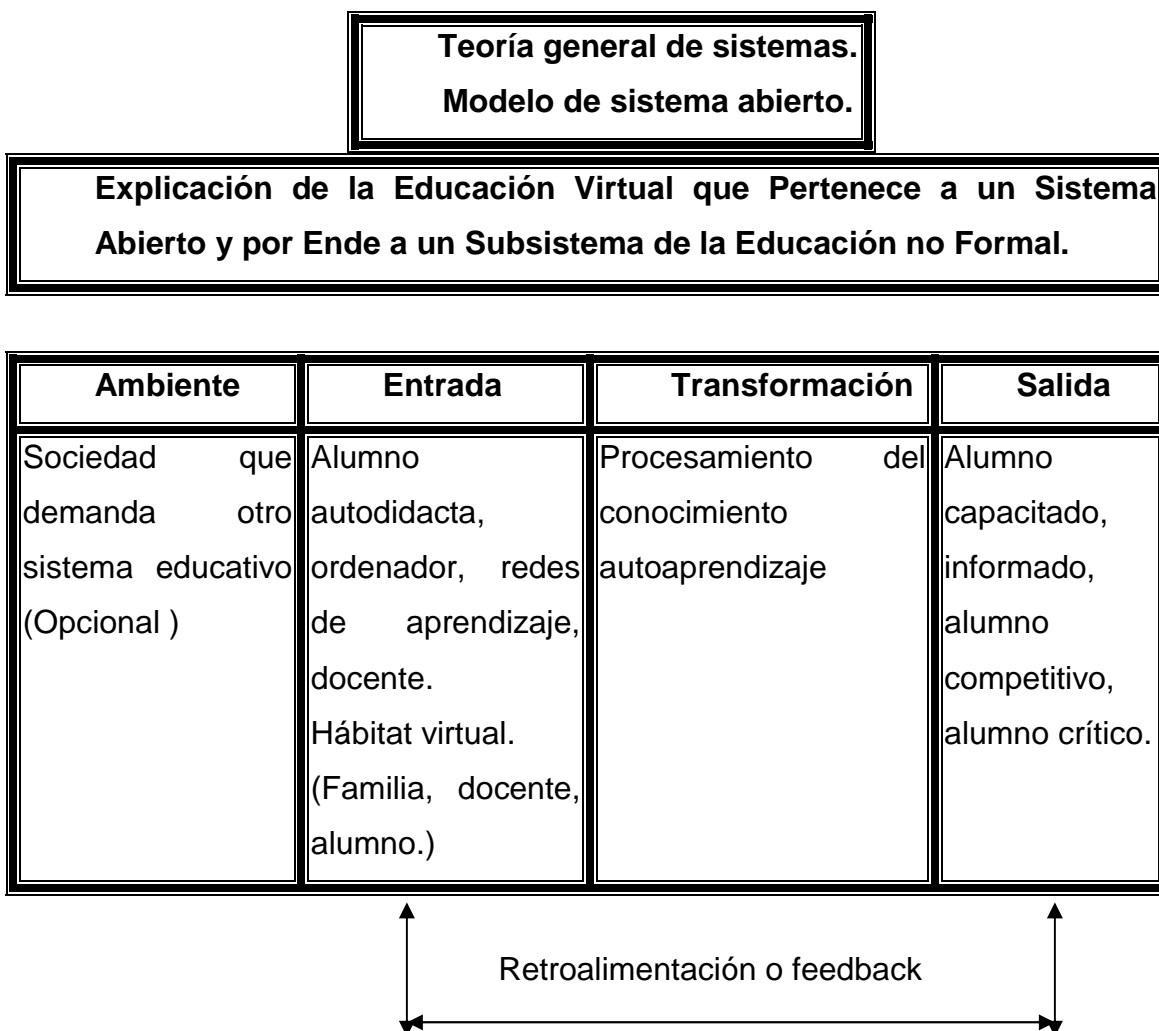 Teoría general de sistemas.
Modelo de sistema abierto.
Explicación de la Educación Virtual que Pertenece a un Sistema
Abierto y por Ende a un Subsistema de la Educación no Formal.
Ambiente
Entrada
Transformación
Salida
Sociedad que
demanda otro
sistema educativo
(Opcional )
Alumno
autodidacta,
ordenador, redes
de aprendizaje,
docente.
Hábitat virtual.
(Familia, docente,
alumno.)
Procesamiento del
conocimiento
autoaprendizaje
Alumno
capacitado,
informado,
alumno
competitivo,
alumno crítico.
Retroalimentación o feedback